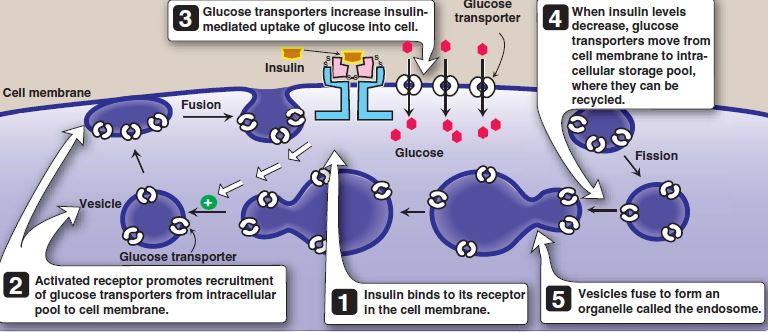 3 Glucose transporters increase insulin-
mediated uptake of glucose into cell.
Glucose
transporter
4 When insulin levels
decrease, glucose
transporters move from
cell membrane to intra-
cellular storage pool,
where they can be
recycled.
Insulin
S
S
S-S
S
S
Cell membrane
Fusion
Glucose
Fission
Vesicle
+
Glucose transporter
2 Activated receptor promotes recruitment
of glucose transporters from intracellular
pool to cell membrane.
1 Insulin binds to its receptor
in the cell membrane.
5 Vesicles fuse to form an
organelle called the endosome.